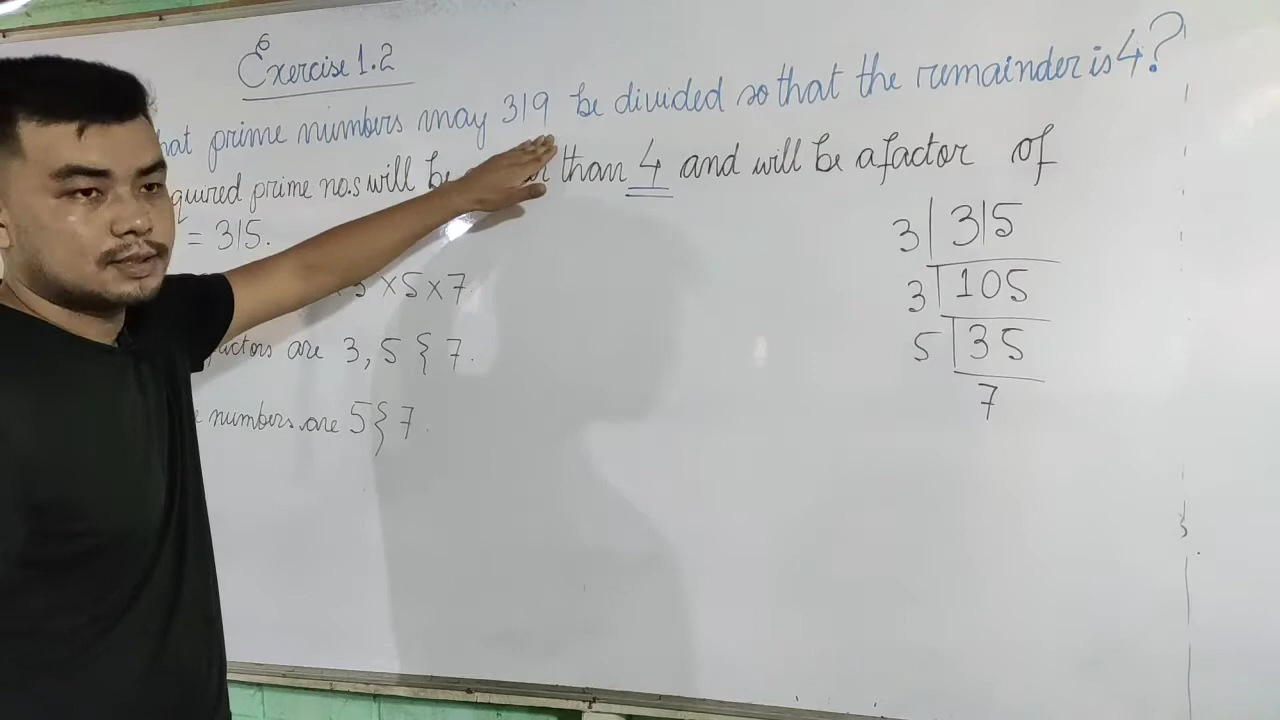 Exercise 1.2
6
hat prime numbers may 319 be divided so that the remainder is 4?
quired prime no.s will be than 4 and will be a factor of
= 315.
× 5 × 7
factors are 3, 5 & 7.
numbers are 5 & 7.
3 | 315
3 | 105
5 | 35
7